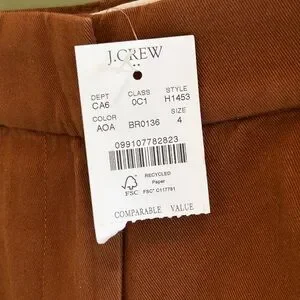 J.CREW
DEPT CLASS STYLE
CA6 0C1 H1453
COLOR SIZE
AOA BR0136 4
099107782823
RECYCLED
Paper
FSC
FSC® C117791
COMPARABLE VALUE